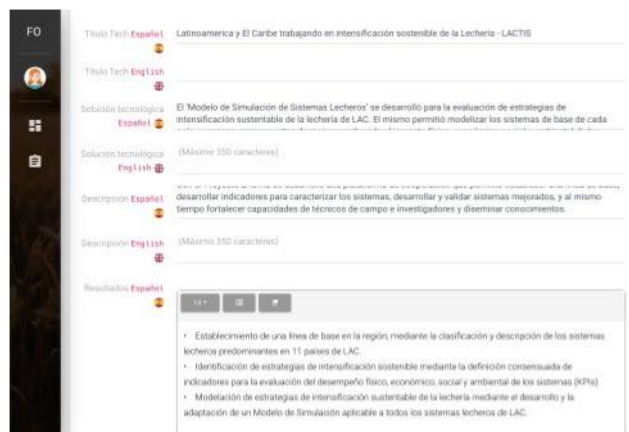 FO
Título Tech Español
Latinoamerica y El Caribe trabajando en intensificación sostenible de la Lechería - LACTIS
Título Tech English
Solución tecnológica Español
El 'Modelo de Simulación de Sistemas Lecheros' se desarrolló para la evaluación de estrategias de
intensificación sustentable de la lechería de LAC. El mismo permitió modelizar los sistemas de base de cada
Solución tecnológica English
(Máximo 350 caracteres)
Descripción Español
desarrollar indicadores para caracterizar los sistemas, desarrollar y validar sistemas mejorados, y al mismo
tiempo fortalecer capacidades de técnicos de campo e investigadores y diseminar conocimientos.
Descripción English
(Máximo 350 caracteres)
Resultados Español
14
• Establecimiento de una línea de base en la región, mediante la clasificación y descripción de los sistemas
lecheros predominantes en 11 países de LAC.
• Identificación de estrategias de intensificación sostenible mediante la definición consensuada de
indicadores para la evaluación del desempeño físico, económico, social y ambiental de los sistemas (KPIs)
• Modelación de estrategias de intensificación sustentable de la lechería mediante el desarrollo y la
adaptación de un Modelo de Simulación aplicable a todos los sistemas lecheros de LAC.